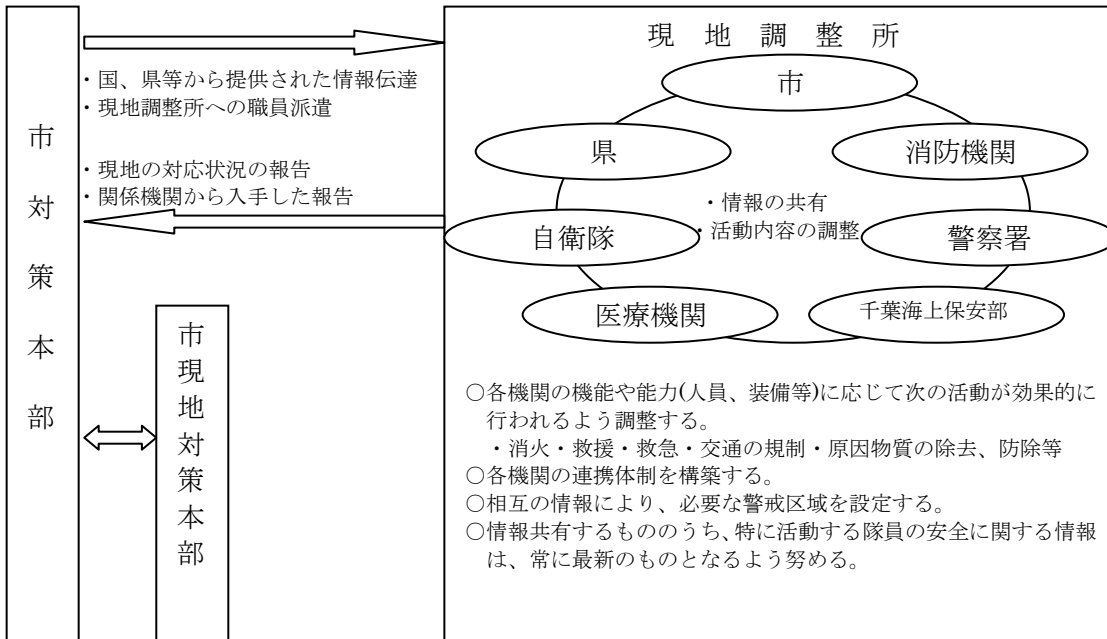 市対策本部
・国、県等から提供された情報伝達
・現地調整所への職員派遣
・現地の対応状況の報告
・関係機関から入手した報告
市現地対策本部
現地調整所
市
県
消防機関
・情報の共有
・活動内容の調整
自衛隊
警察署
医療機関
千葉海上保安部
○各機関の機能や能力(人員、装備等)に応じて次の活動が効果的に
行われるよう調整する。
・消火・救援・救急・交通の規制・原因物質の除去、防除等
○各機関の連携体制を構築する。
○相互の情報により、必要な警戒区域を設定する。
○情報共有するもののうち、特に活動する隊員の安全に関する情報
は、常に最新のものとなるよう努める。